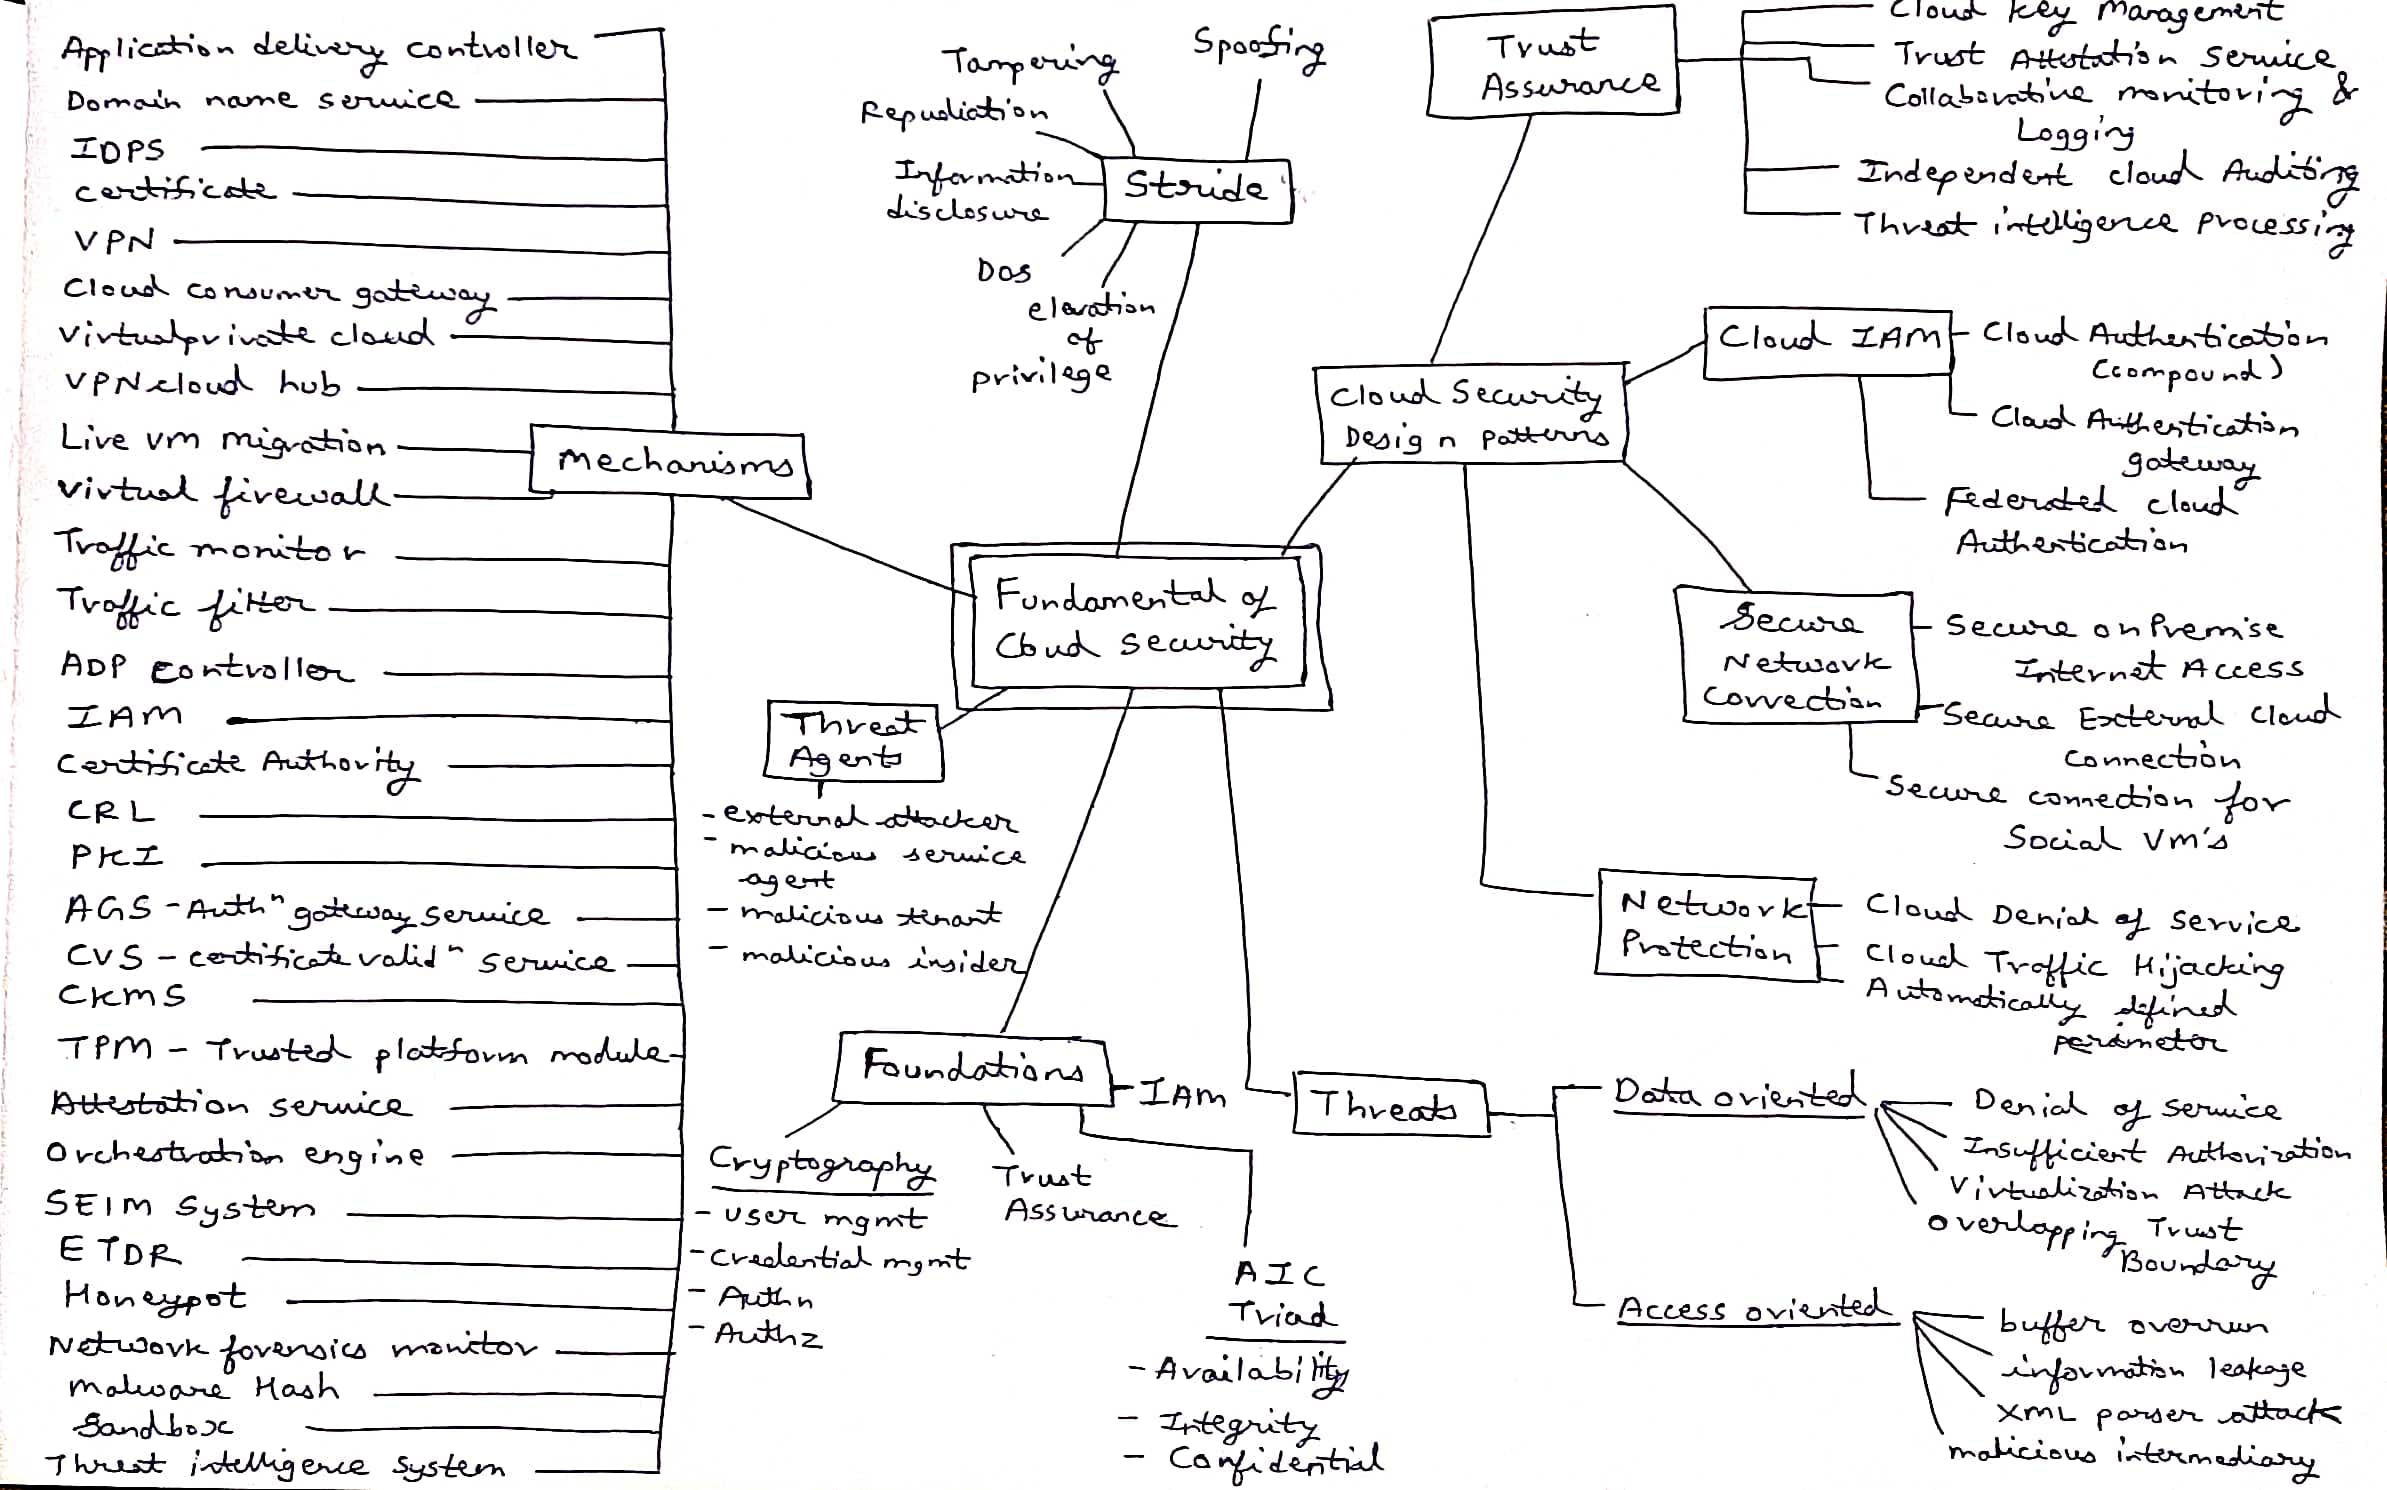 Application delivery controller
Domain name service
IDPS
certificate
VPN
Cloud consumer gateway
virtual private cloud
VPN cloud hub
Live vm migration
virtual firewall
Traffic monitor
Traffic filter
ADP controller
IAM
Certificate Authority
CRL
PKI
AGS - Authⁿ gateway service
CVS - certificate validⁿ service
CKMS
TPM - Trusted platform module
Attestation service
Orchestration engine
SEIM System
ETDR
Honeypot
Network forensics monitor
malware Hash
Sandbox
Threat intelligence system
Mechanisms
Tampering
Spoofing
Repudiation
Information
disclosure
Stride
Dos
elevation
of
privilege
Fundamental of
Cloud security
Threat
Agents
- external attacker
- malicious service
agent
- malicious tenant
- malicious insider
Foundations
- IAM
Cryptography
- user mgmt
- credential mgmt
- Authn
- Authz
Trust
Assurance
AIC
Triad
- Availability
- Integrity
- Confidential
Trust
Assurance
Cloud key Management
Trust Attestation service
Collaborative monitoring &
Logging
Independent cloud Auditing
Threat intelligence processing
Cloud Security
Design patterns
Cloud IAM
Cloud Authentication
(compound)
Cloud Authentication
gateway
Federated cloud
Authentication
Secure
Network
Connection
Secure on Premise
Internet Access
Secure External cloud
Connection
Secure connection for
Social Vm's
Network
Protection
Cloud Denial of service
Cloud Traffic Hijacking
Automatically defined
perimetor
Threats
Data oriented
Denial of service
Insufficient Authorization
Virtualization Attack
overlapping Trust
Boundary
Access oriented
buffer overrun
information leakage
XML parser attack
malicious intermediary